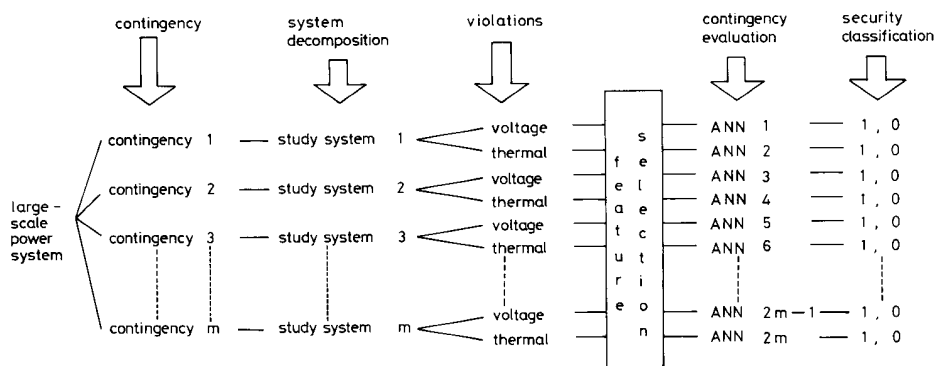 contingency
system
decomposition
violations
contingency
evaluation
security
classification
large-
scale
power
system
contingency 1 study system 1
voltage ANN 1 1, 0
thermal ANN 2 1, 0
contingency 2 study system 2
voltage ANN 3 1, 0
thermal ANN 4 1, 0
contingency 3 study system 3
voltage ANN 5 1, 0
thermal ANN 6 1, 0
contingency m study system m
voltage ANN 2m-1 1, 0
thermal ANN 2m 1, 0
feature
selection